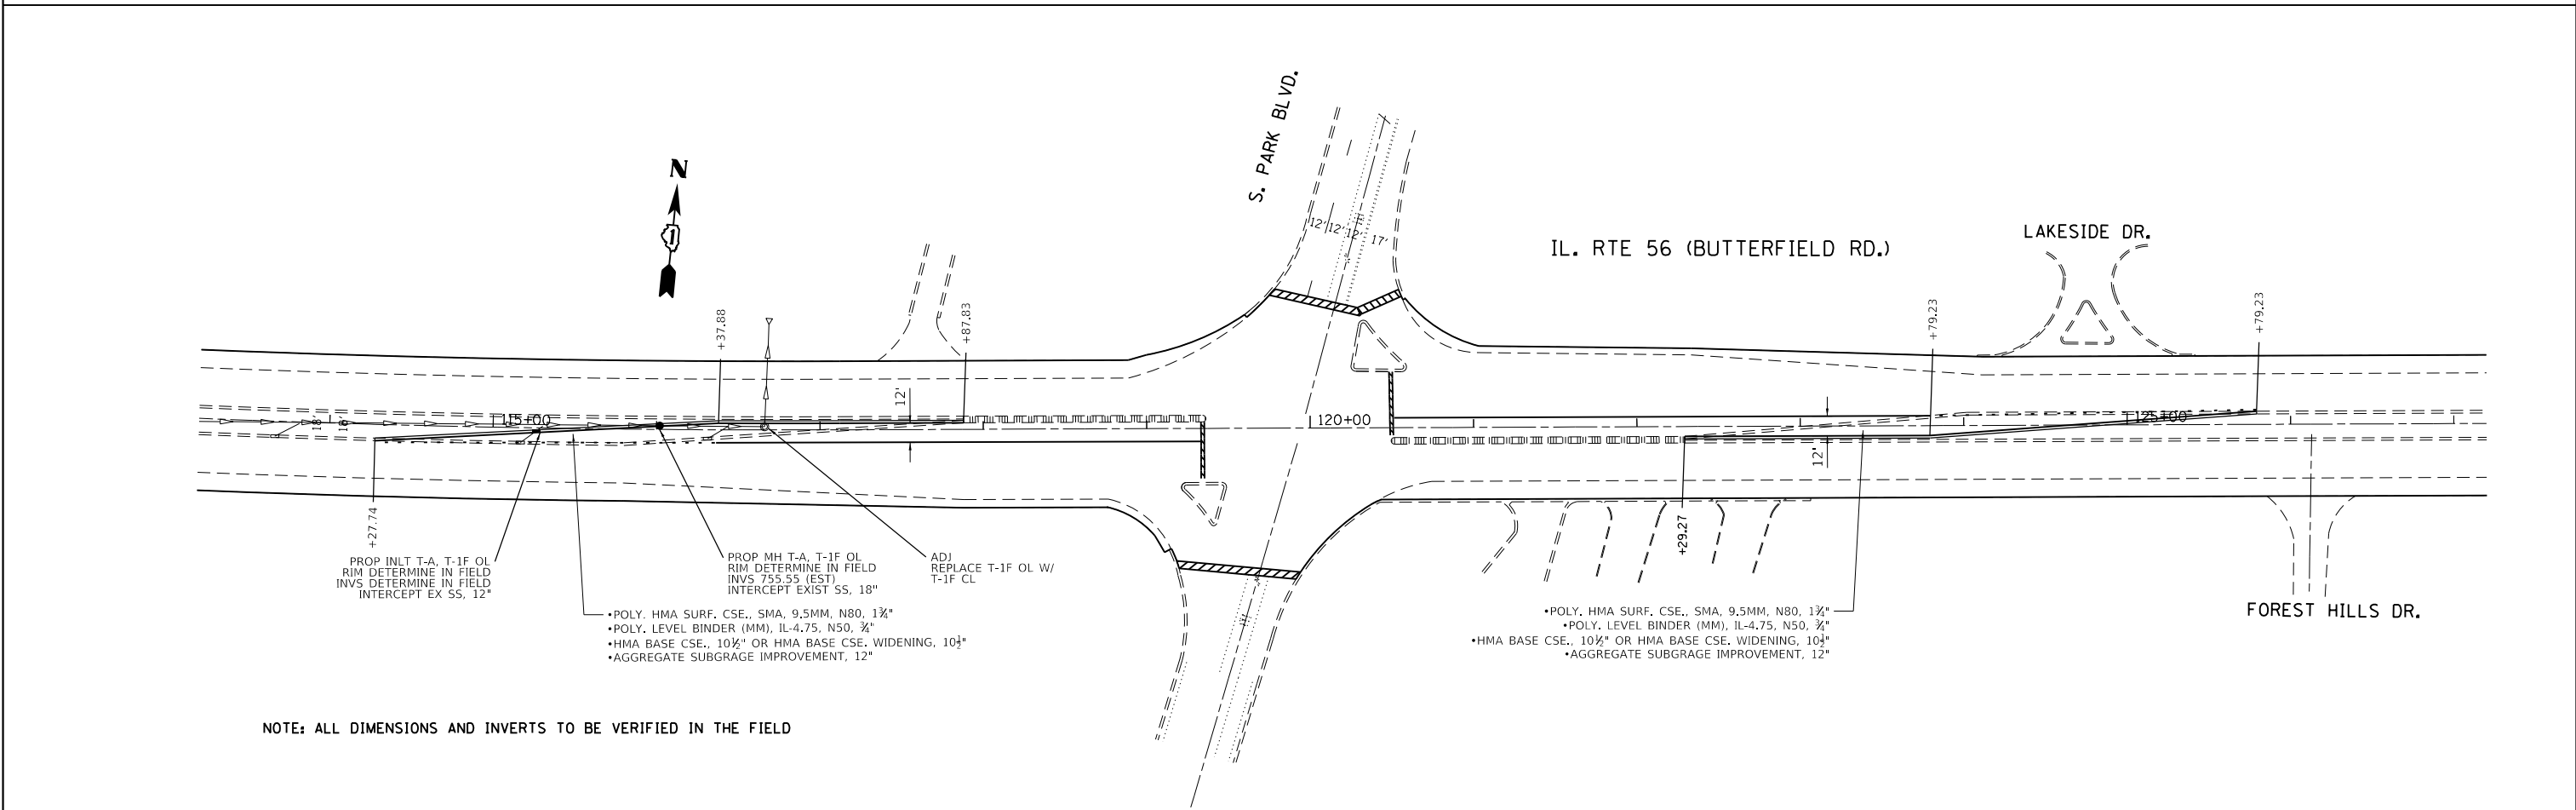 S. PARK BLVD.
N
1
IL. RTE 56 (BUTTERFIELD RD.)
LAKESIDE DR.
12' 12' 12' 17'
+37.88
+87.83
+79.23
+79.23
12'
18'
115+00
120+00
125+00
12'
+27.74
+29.27
PROP INLT T-A, T-1F OL
RIM DETERMINE IN FIELD
INVS DETERMINE IN FIELD
INTERCEPT EX SS, 12"
PROP MH T-A, T-1F OL
RIM DETERMINE IN FIELD
INVS 755.55 (EST)
INTERCEPT EXIST SS, 18"
ADJ
REPLACE T-1F OL W/
T-1F CL
•POLY. HMA SURF. CSE., SMA, 9.5MM, N80, 1¾"
•POLY. LEVEL BINDER (MM), IL-4.75, N50, ¾"
•HMA BASE CSE., 10½" OR HMA BASE CSE. WIDENING, 10½"
•AGGREGATE SUBGRAGE IMPROVEMENT, 12"
•POLY. HMA SURF. CSE., SMA, 9.5MM, N80, 1¾"
•POLY. LEVEL BINDER (MM), IL-4.75, N50, ¾"
•HMA BASE CSE., 10½" OR HMA BASE CSE. WIDENING, 10½"
•AGGREGATE SUBGRAGE IMPROVEMENT, 12"
FOREST HILLS DR.
NOTE: ALL DIMENSIONS AND INVERTS TO BE VERIFIED IN THE FIELD